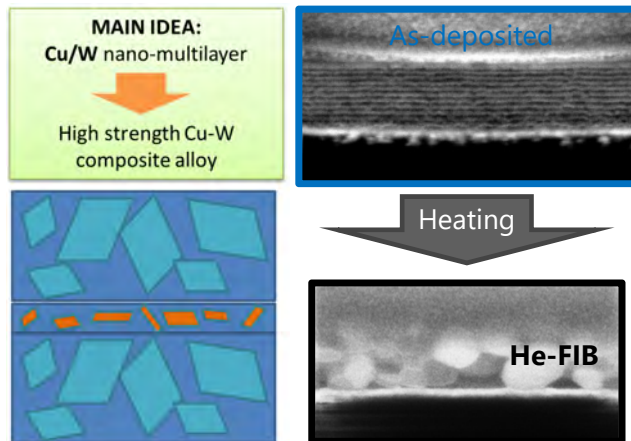 MAIN IDEA:
Cu/W nano-multilayer
High strength Cu-W
composite alloy
As-deposited
Heating
He-FIB